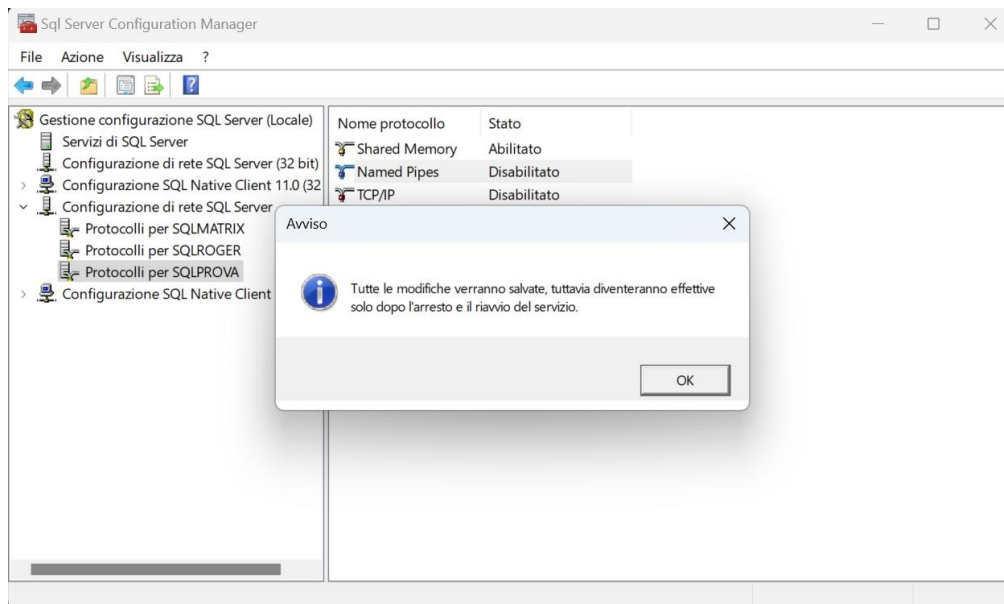 Sql Server Configuration Manager
File Azione Visualizza ?
Gestione configurazione SQL Server (Locale)
Servizi di SQL Server
Configurazione di rete SQL Server (32 bit)
Configurazione SQL Native Client 11.0 (32
Configurazione di rete SQL Server
Protocolli per SQLMATRIX
Protocolli per SQLROGER
Protocolli per SQLPROVA
Configurazione SQL Native Client
Nome protocollo Stato
Shared Memory Abilitato
Named Pipes Disabilitato
TCP/IP Disabilitato
Avviso
Tutte le modifiche verranno salvate, tuttavia diventeranno effettive
solo dopo l'arresto e il riavvio del servizio.
OK